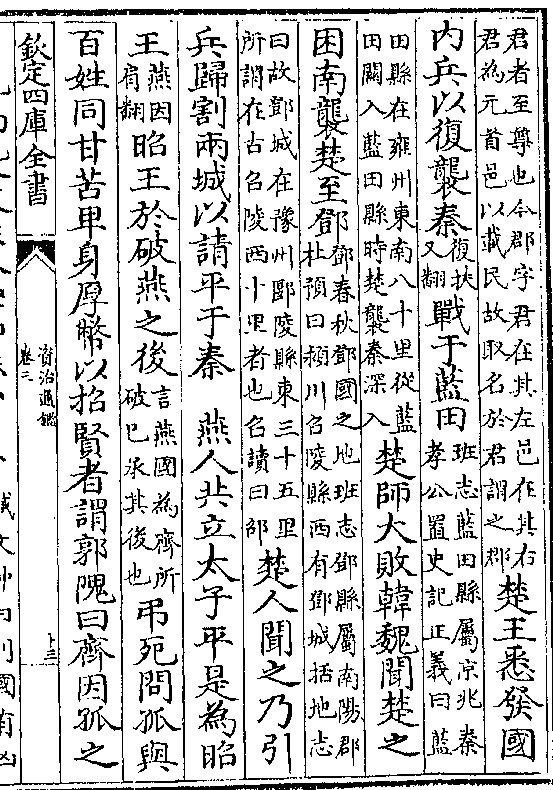 君者至尊也今郡字君在其左邑在其右
君為元首邑以載民故取名於君謂之郡
楚王悉發國
内兵以復襲秦
復扶
又翻
戰于藍田
班志藍田縣屬京兆秦
孝公置史記正義曰藍
田縣在雍州東南八十里從藍
田關入藍田縣時楚襲秦深入
楚師大敗韓魏聞楚之
困南襲楚至鄧
鄧春秋鄧國之地班志鄧縣屬南陽郡
杜預曰潁川召陵縣西有鄧城括地志
曰故鄧城在豫州郾陵縣東三十五里
所謂在古召陵西十里者也召讀曰邵
楚人聞之乃引
兵歸割兩城以請平于秦　燕人共立太子平是為昭
王
燕因
肩翻
昭王於破燕之後
言燕國為齊所
破已承其後也
弔死問孤與
百姓同甘苦卑身厚幣以招賢者謂郭隗曰齊因孤之
欽定四庫全書
資治通鑑
卷三